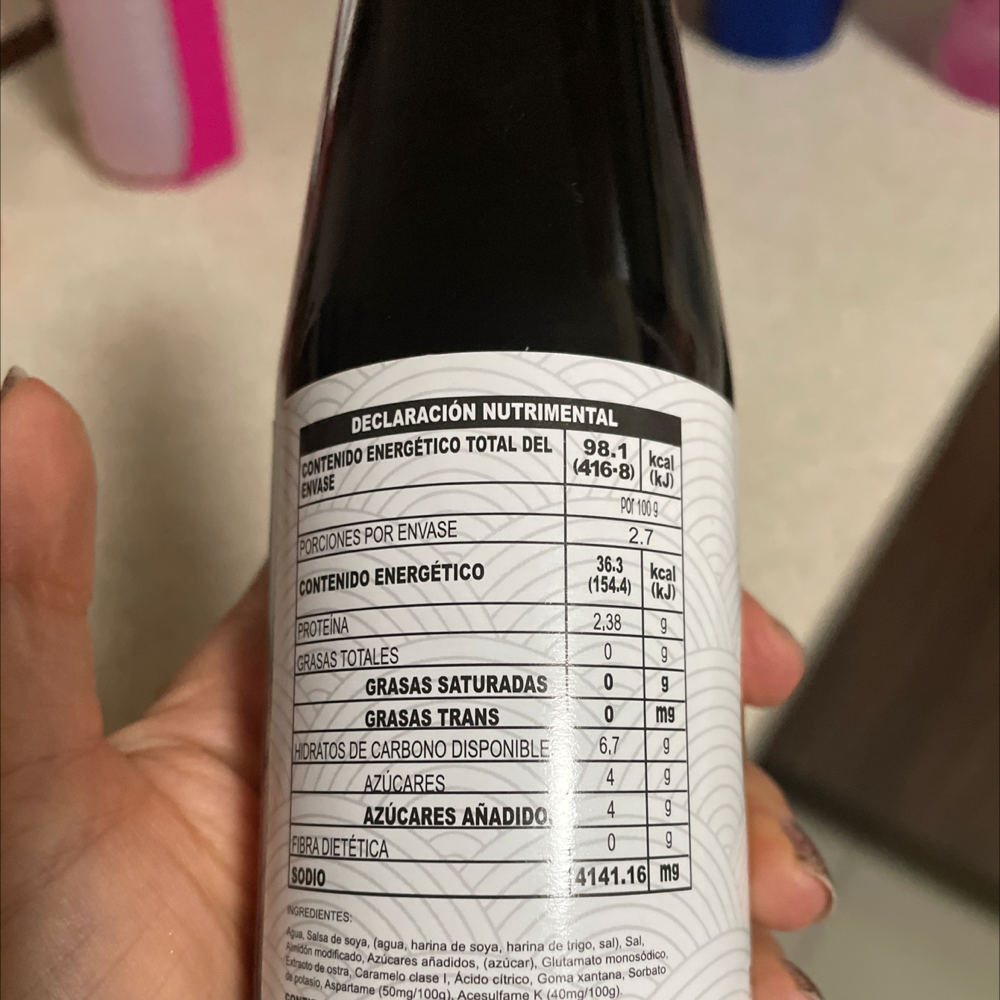 DECLARACIÓN NUTRIMENTAL
CONTENIDO ENERGÉTICO TOTAL DEL ENVASE 98.1 (416-8) kcal (kJ)
por 100 g
PORCIONES POR ENVASE 2.7
CONTENIDO ENERGÉTICO 36.3 (154.4) kcal (kJ)
PROTEÍNA 2,38 g
GRASAS TOTALES 0 g
GRASAS SATURADAS 0 g
GRASAS TRANS 0 mg
HIDRATOS DE CARBONO DISPONIBLE 6.7 g
AZÚCARES 4 g
AZÚCARES AÑADIDO 4 g
FIBRA DIETÉTICA 0 g
SODIO 4141.16 mg
INGREDIENTES:
Agua, Salsa de soya, (agua, harina de soya, harina de trigo, sal), Sal,
Almidón modificado, Azúcares añadidos, (azúcar), Glutamato monosódico,
Extracto de ostra, Caramelo clase I, Ácido cítrico, Goma xantana, Sorbato
de potasio, Aspartame (50mg/100g), Acesulfame K (40mg/100g).